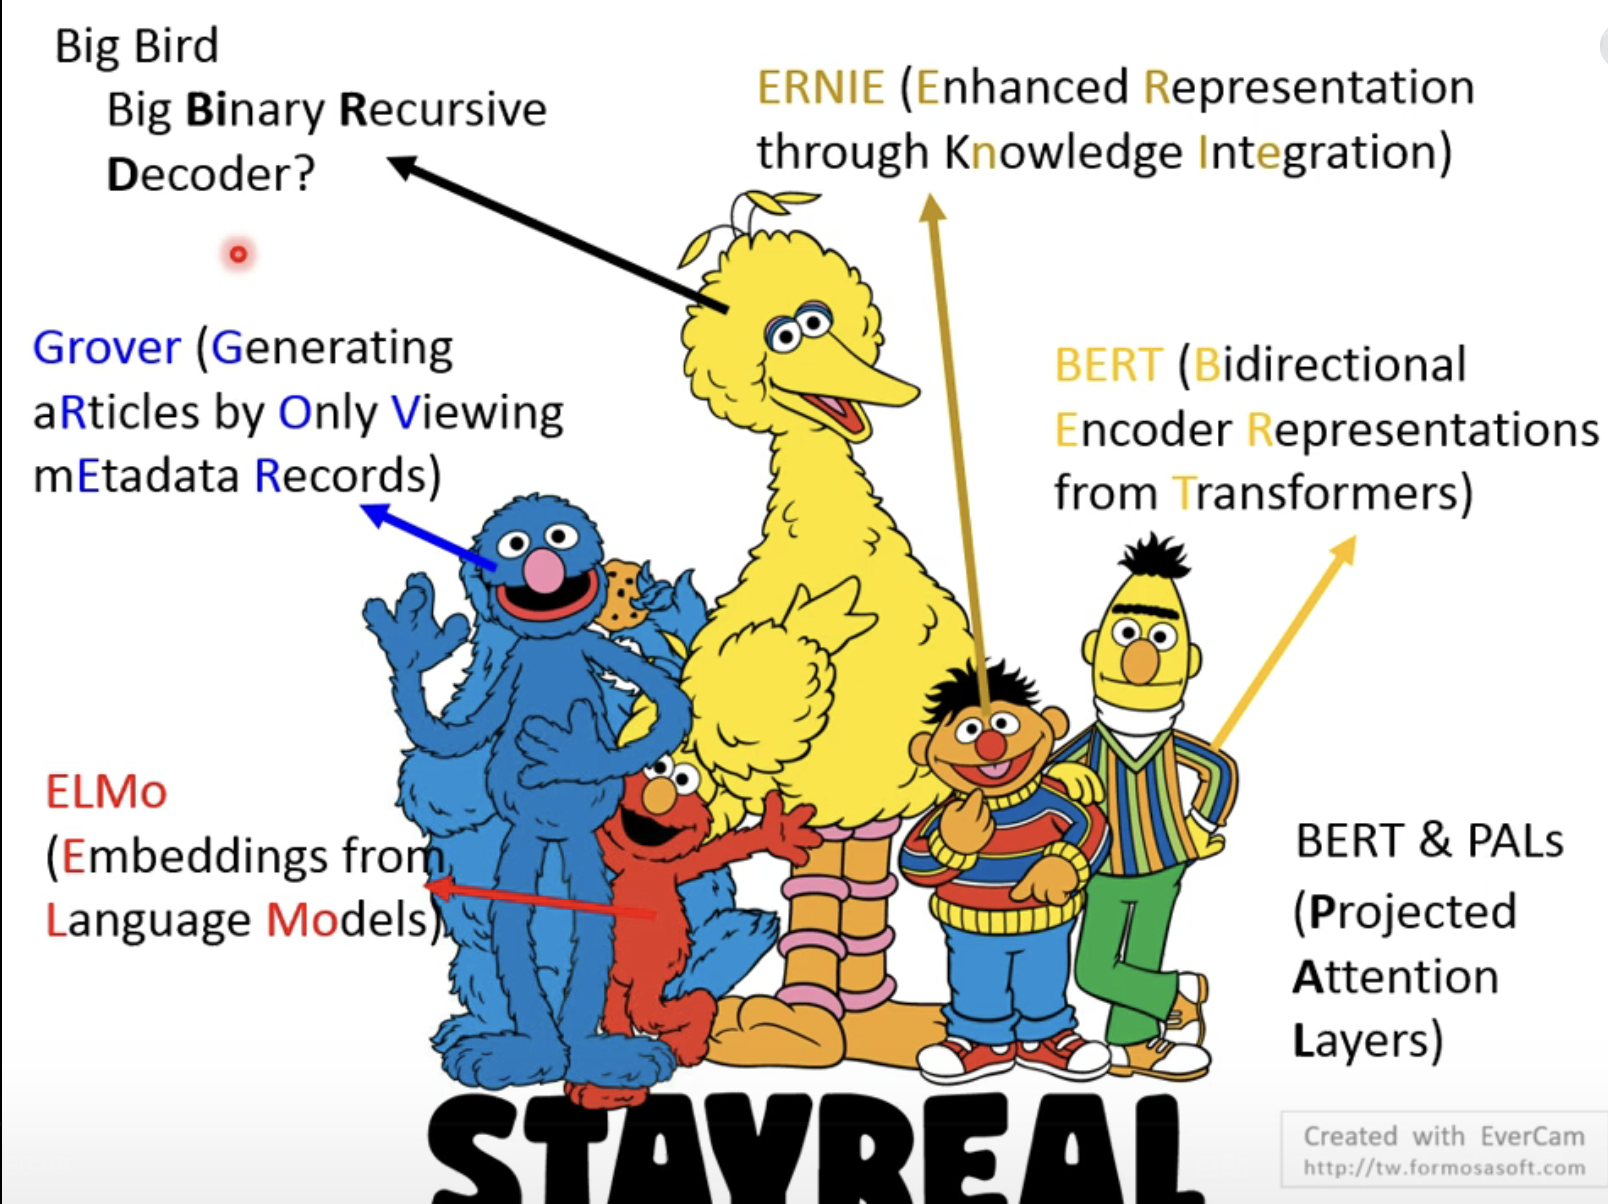 Big Bird
Big Binary Recursive
Decoder?
ERNIE (Enhanced Representation
through Knowledge Integration)
Grover (Generating
aRticles by Only Viewing
mEtadata Records)
BERT (Bidirectional
Encoder Representations
from Transformers)
ELMo
(Embeddings from
Language Models)
BERT & PALs
(Projected
Attention
Layers)
STAYREAL
Created with EverCam
http://tw.formosasoft.com